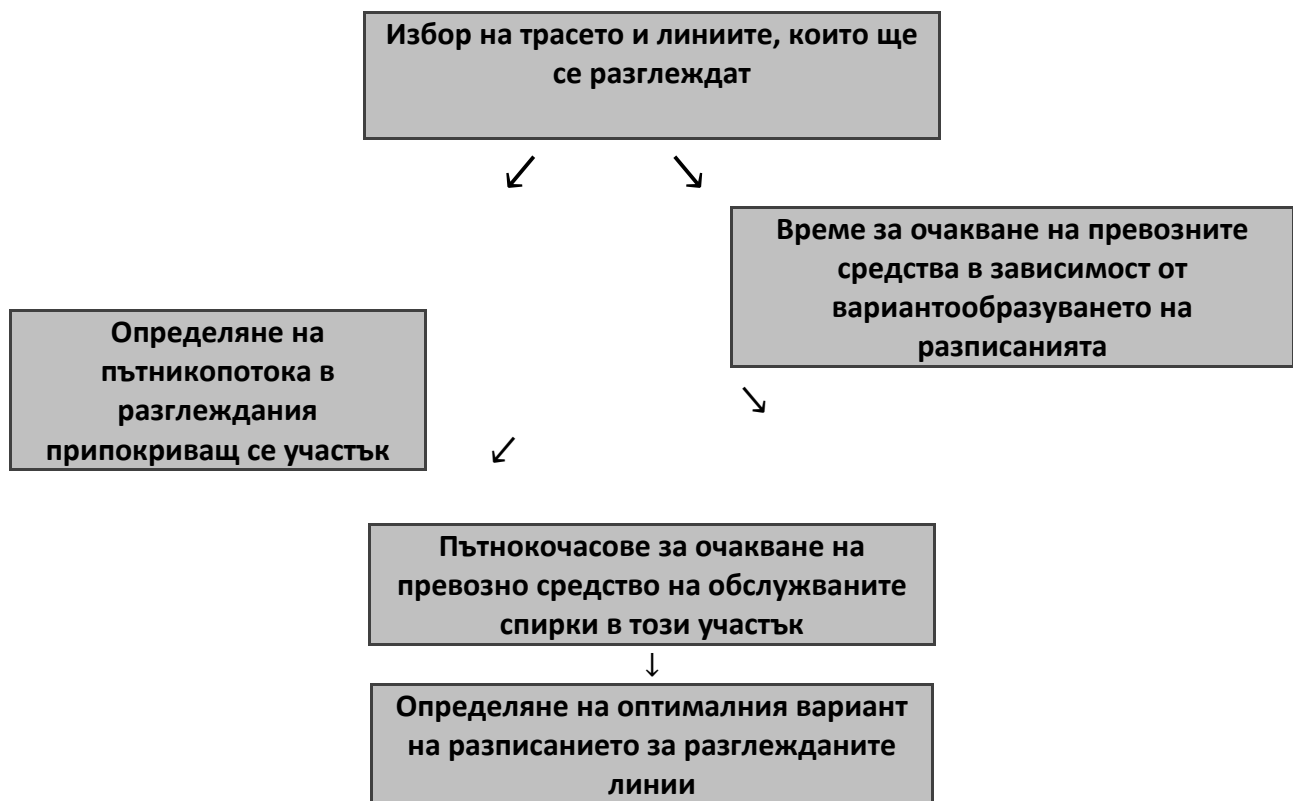 Избор на трасето и линиите, които ще
се разглеждат
Време за очакване на превозните
средства в зависимост от
вариантообразуването на
разписанията
Определяне на
пътникопотока в
разглеждания
припокриващ се участък
Пътнокочасове за очакване на
превозно средство на обслужваните
спирки в този участък
Определяне на оптималния вариант
на разписанието за разглежданите
линии